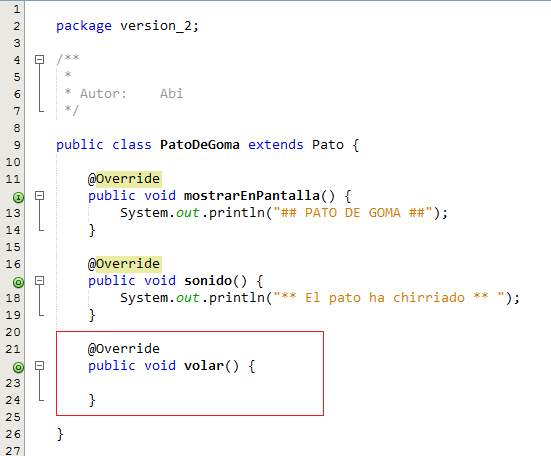 1
2 package version_2;
3
4 /**
5 *
6 * Autor: Abi
7 */
8
9 public class PatoDeGoma extends Pato {
10
11 @Override
public void mostrarEnPantalla() {
13 System.out.println("## PATO DE GOMA ##");
14 }
15
16 @Override
public void sonido() {
18 System.out.println("** El pato ha chirriado ** ");
19 }
20
21 @Override
public void volar() {
23
24 }
25
26 }
27